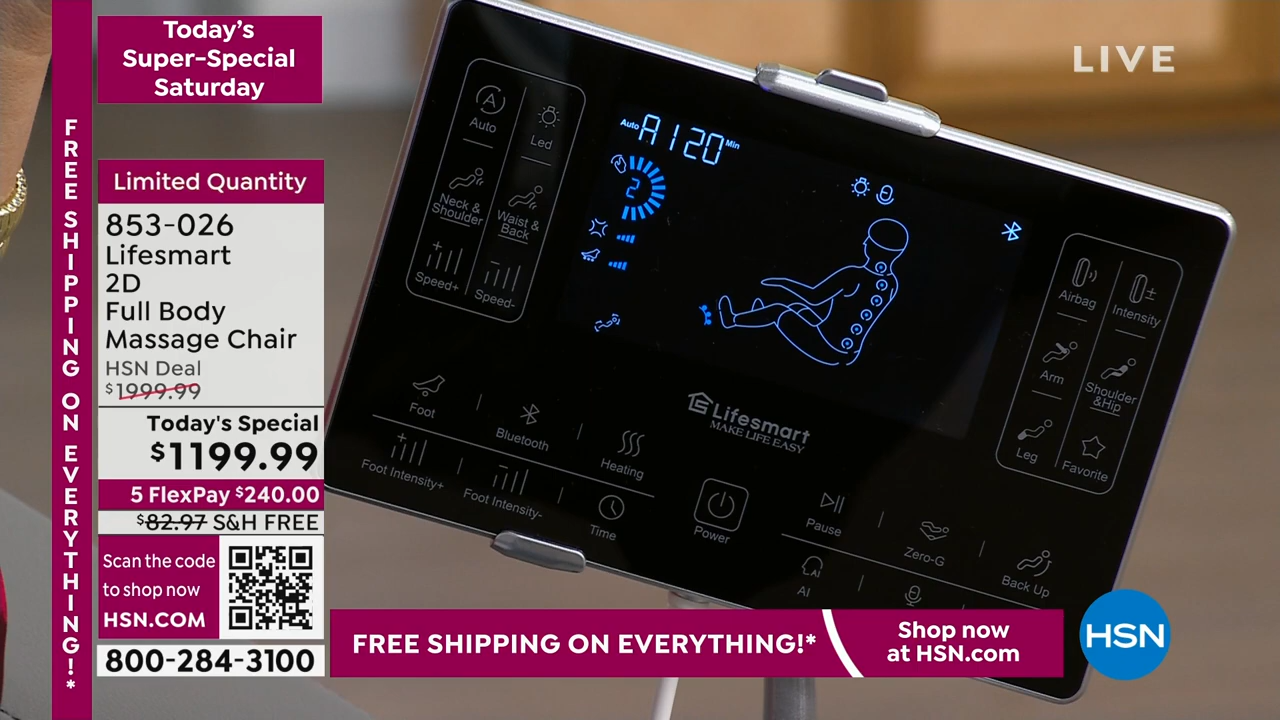 Today's
Super-Special
Saturday
FREE SHIPPING ON EVERYTHING!*
Limited Quantity
853-026
Lifesmart
2D
Full Body
Massage Chair
HSN Deal
$1999.99
Today's Special
$1199.99
5 FlexPay $240.00
$82.97 S&H FREE
Scan the code
to shop now
HSN.COM
800-284-3100
LIVE
Auto
Led
Neck &
Shoulder
Waist &
Back
Speed+
Speed-
Auto A1 20 Min
2
Airbag
Intensity
Arm
Shoulder
&Hip
Leg
Favorite
Lifesmart
MAKE LIFE EASY
Foot
Bluetooth
Heating
Foot Intensity+
Foot Intensity-
Time
Power
Pause
Zero-G
Back Up
AI
FREE SHIPPING ON EVERYTHING!*
Shop now
at HSN.com
HSN